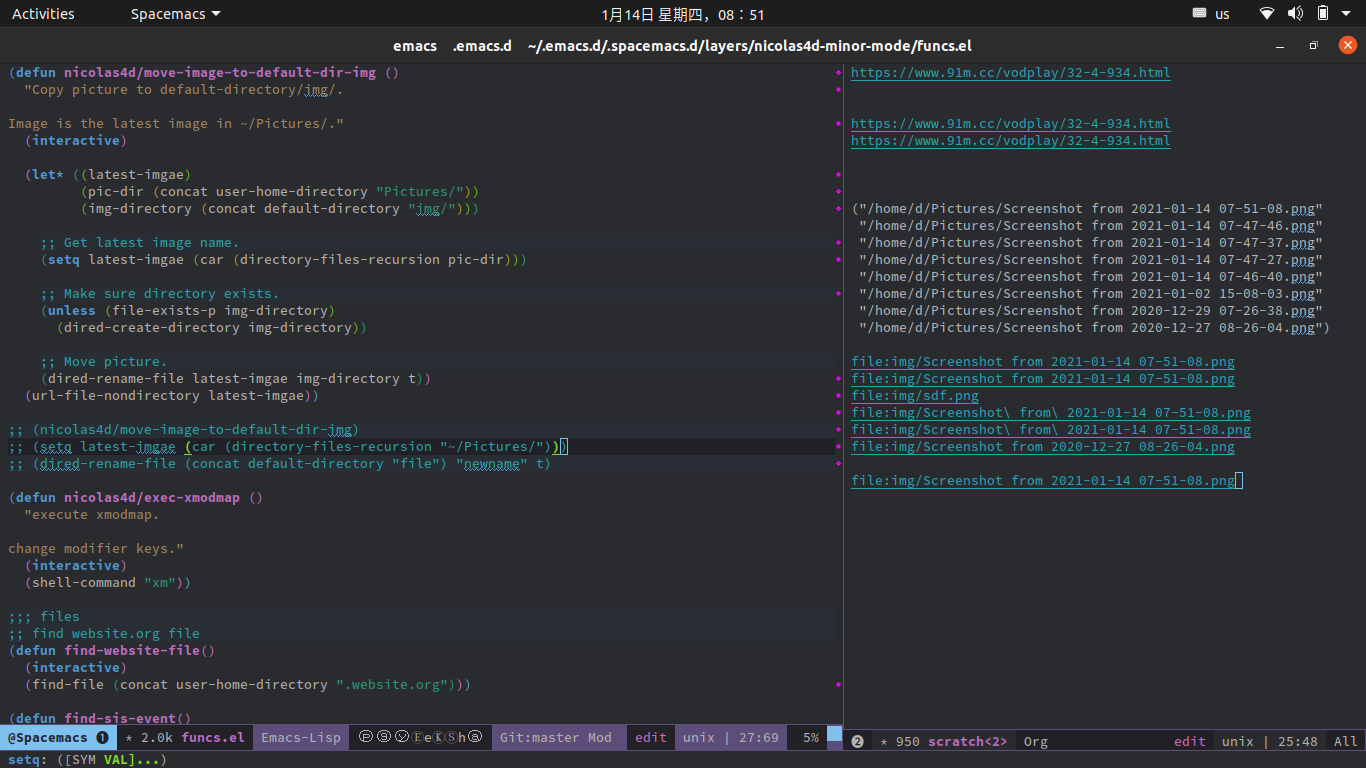 Activities Spacemacs 1月14日 星期四，08：51 us
emacs .emacs.d ~/.emacs.d/.spacemacs.d/layers/nicolas4d-minor-mode/funcs.el
(defun nicolas4d/move-image-to-default-dir-img ()
"Copy picture to default-directory/img/.
Image is the latest image in ~/Pictures/."
(interactive)
(let* ((latest-imgae)
(pic-dir (concat user-home-directory "Pictures/"))
(img-directory (concat default-directory "img/")))
;; Get latest image name.
(setq latest-imgae (car (directory-files-recursion pic-dir)))
;; Make sure directory exists.
(unless (file-exists-p img-directory)
(dired-create-directory img-directory))
;; Move picture.
(dired-rename-file latest-imgae img-directory t))
(url-file-nondirectory latest-imgae))
;; (nicolas4d/move-image-to-default-dir-img)
;; (setq latest-imgae (car (directory-files-recursion "~/Pictures/")))
;; (dired-rename-file (concat default-directory "file") "newname" t)
(defun nicolas4d/exec-xmodmap ()
"execute xmodmap.
change modifier keys."
(interactive)
(shell-command "xm"))
;;; files
;; find website.org file
(defun find-website-file()
(interactive)
(find-file (concat user-home-directory ".website.org")))
(defun find-sis-event()
@Spacemacs ❶ * 2.0k funcs.el Emacs-Lisp Git:master Mod edit unix | 27:69 5%
setq: ([SYM VAL]...)
https://www.91m.cc/vodplay/32-4-934.html
https://www.91m.cc/vodplay/32-4-934.html
https://www.91m.cc/vodplay/32-4-934.html
("/home/d/Pictures/Screenshot from 2021-01-14 07-51-08.png"
"/home/d/Pictures/Screenshot from 2021-01-14 07-47-46.png"
"/home/d/Pictures/Screenshot from 2021-01-14 07-47-37.png"
"/home/d/Pictures/Screenshot from 2021-01-14 07-47-27.png"
"/home/d/Pictures/Screenshot from 2021-01-14 07-46-40.png"
"/home/d/Pictures/Screenshot from 2021-01-02 15-08-03.png"
"/home/d/Pictures/Screenshot from 2020-12-29 07-26-38.png"
"/home/d/Pictures/Screenshot from 2020-12-27 08-26-04.png")
file:img/Screenshot from 2021-01-14 07-51-08.png
file:img/Screenshot from 2021-01-14 07-51-08.png
file:img/sdf.png
file:img/Screenshot\ from\ 2021-01-14 07-51-08.png
file:img/Screenshot\ from\ 2021-01-14 07-51-08.png
file:img/Screenshot from 2020-12-27 08-26-04.png
file:img/Screenshot from 2021-01-14 07-51-08.png
❷ * 950 scratch<2> Org edit unix | 25:48 All